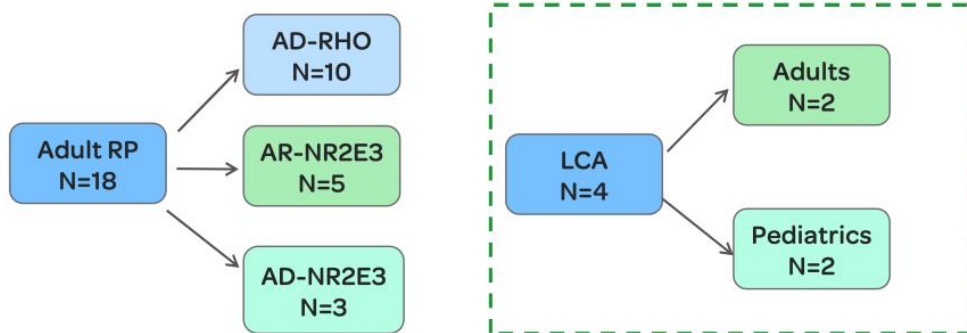 Adult RP
N=18
AD-RHO
N=10
AR-NR2E3
N=5
AD-NR2E3
N=3
LCA
N=4
Adults
N=2
Pediatrics
N=2